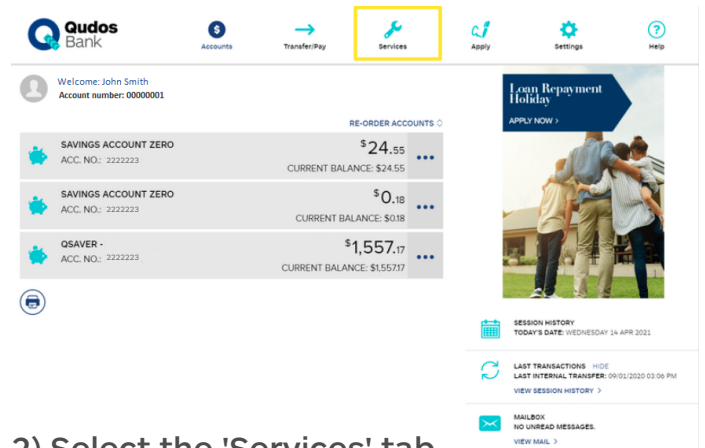 Qudos
Bank
Accounts
Transfer/Pay
Services
Apply
Settings
Help
Welcome: John Smith
Account number: 00000001
RE-ORDER ACCOUNTS
SAVINGS ACCOUNT ZERO
ACC. NO.: 2222223
$24.55
CURRENT BALANCE: $24.55
SAVINGS ACCOUNT ZERO
ACC. NO.: 2222223
$0.18
CURRENT BALANCE: $0.18
QSAVER -
ACC. NO.: 2222223
$1,557.17
CURRENT BALANCE: $1,557.17
Loan Repayment
Holiday
APPLY NOW >
SESSION HISTORY
TODAY'S DATE: WEDNESDAY 14 APR 2021
LAST TRANSACTIONS HIDE
LAST INTERNAL TRANSFER: 09/01/2020 03:06 PM
VIEW SESSION HISTORY >
MAILBOX
NO UNREAD MESSAGES.
VIEW MAIL >
2) Select the 'Services' tab